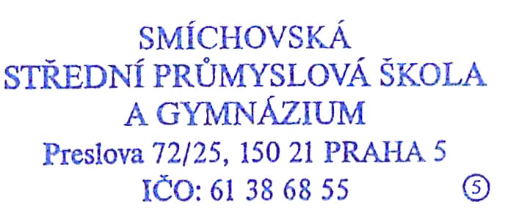 SMÍCHOVSKÁ
STŘEDNÍ PRŮMYSLOVÁ ŠKOLA
A GYMNÁZIUM
Preslova 72/25, 150 21 PRAHA 5
IČO: 61 38 68 55 ⑤